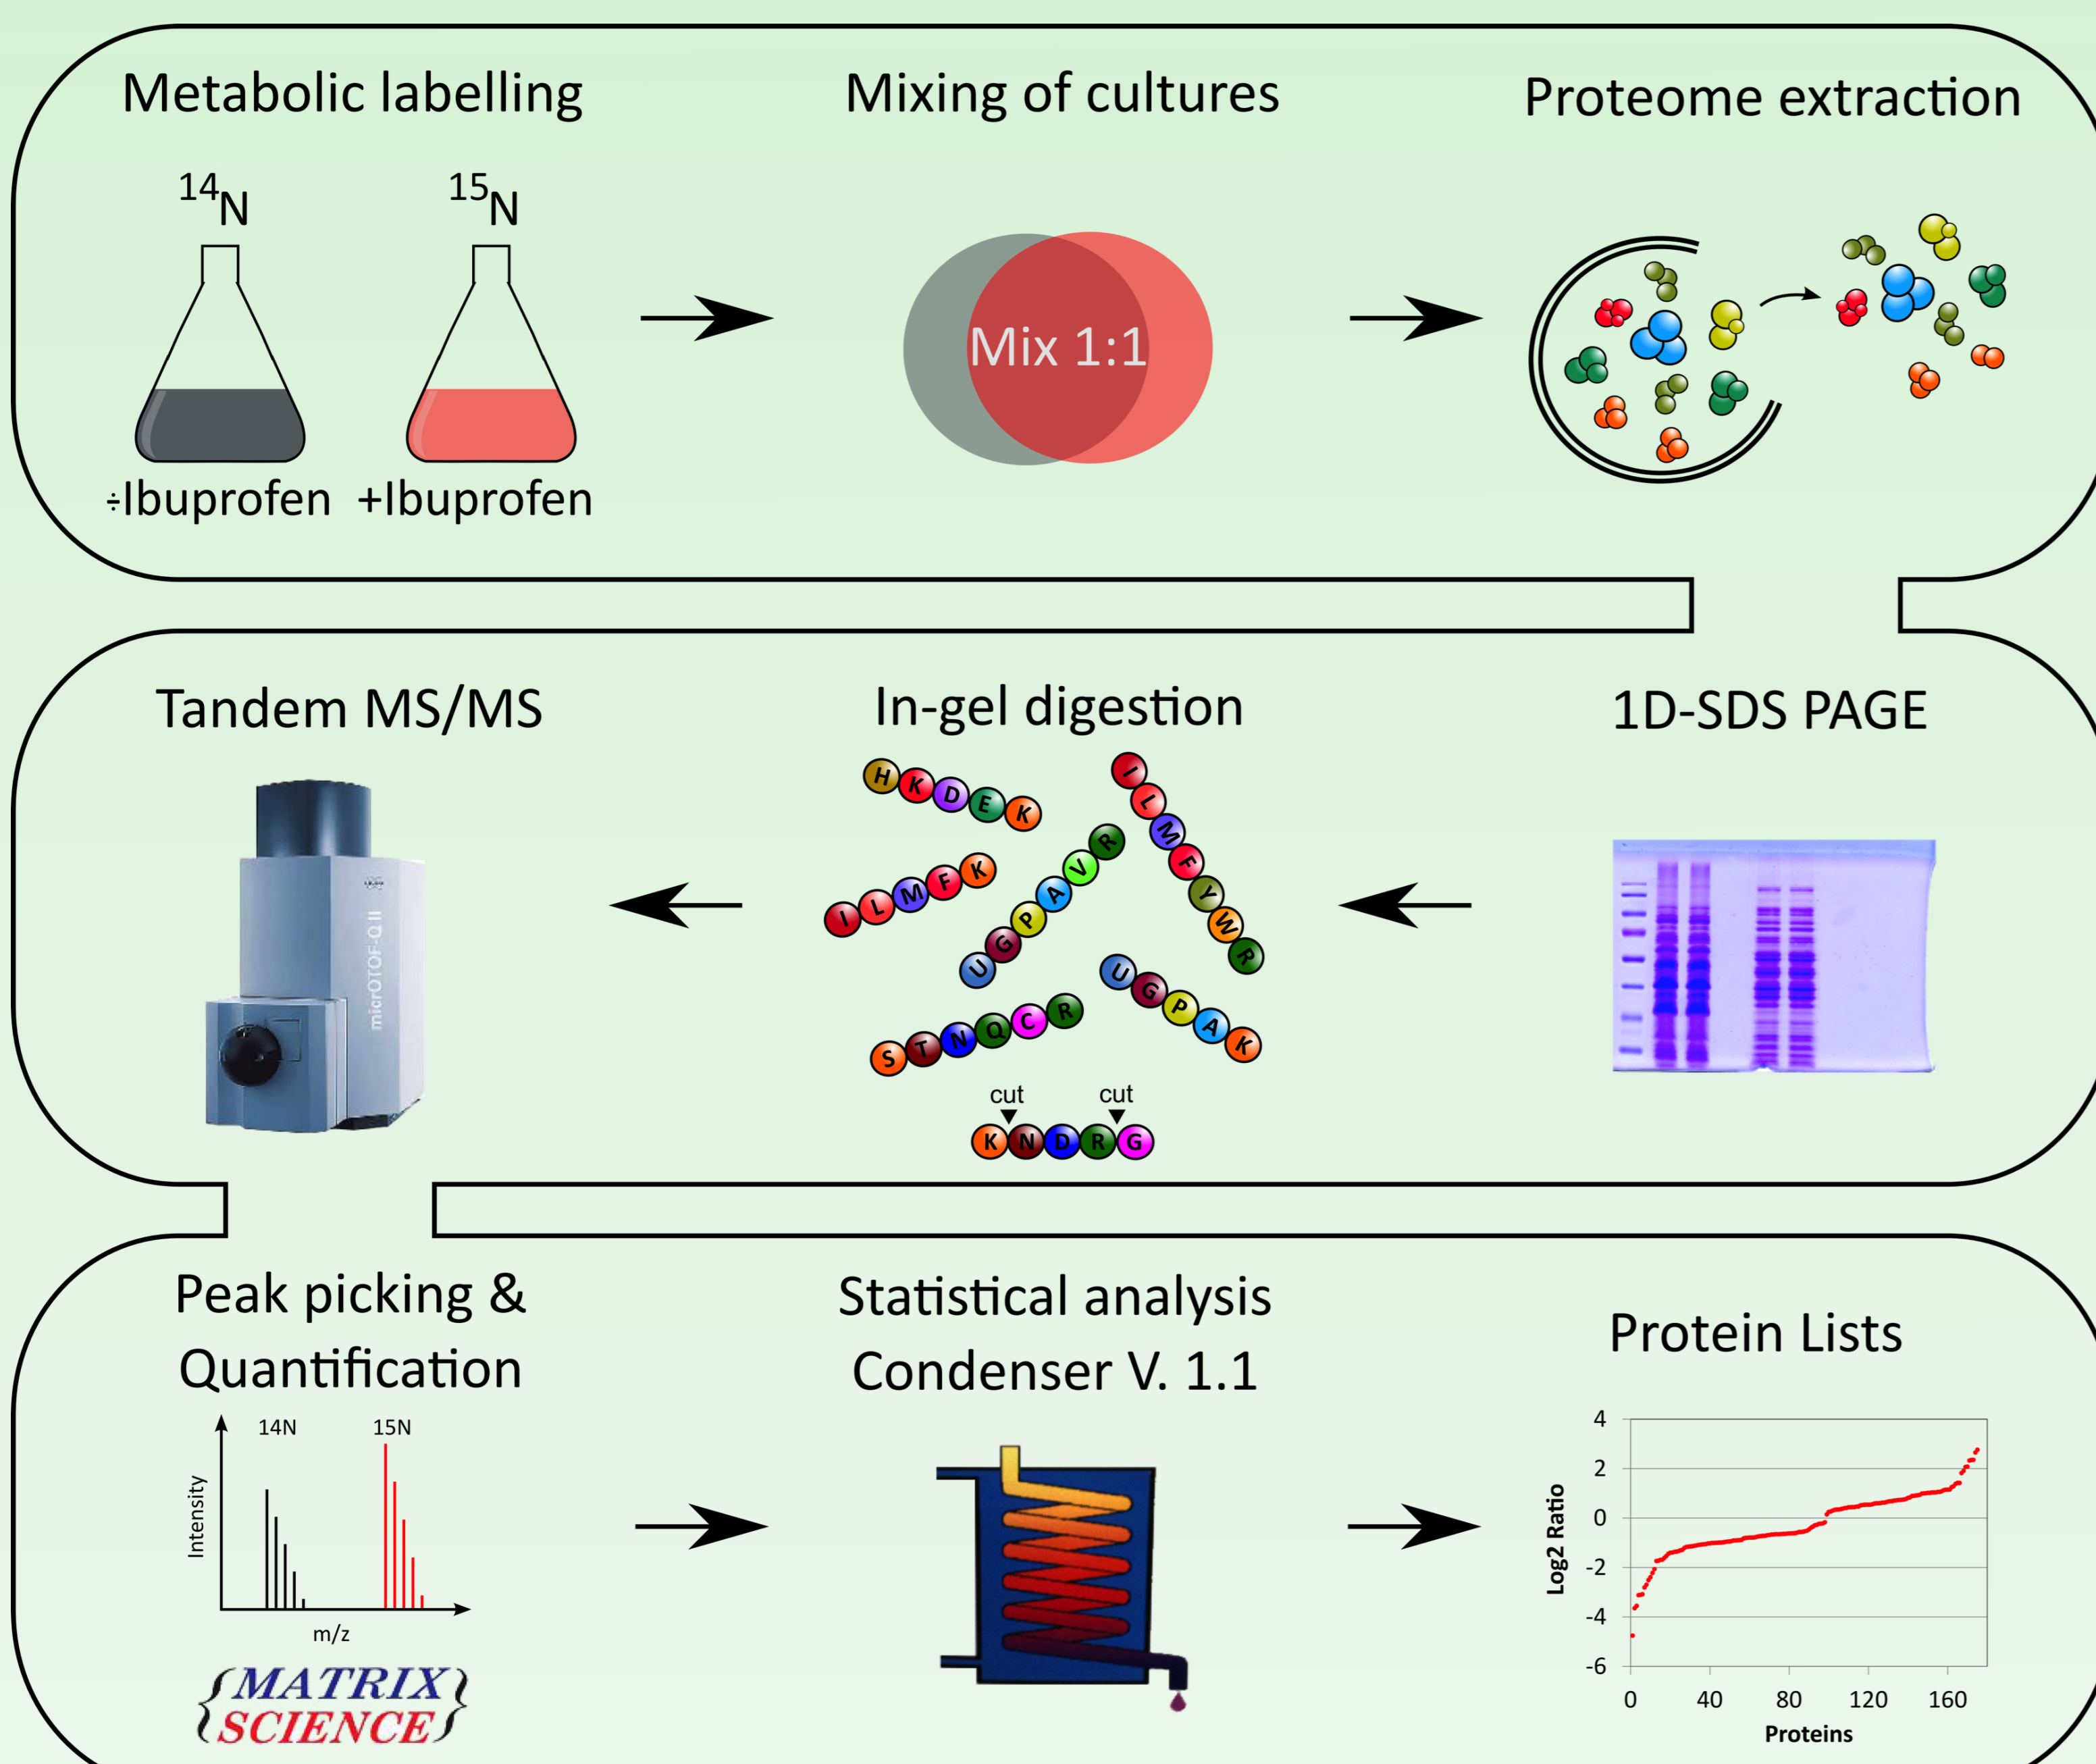 Metabolic labelling
Mixing of cultures
Proteome extraction
14N
15N
÷Ibuprofen
+Ibuprofen
Mix 1:1
Tandem MS/MS
In-gel digestion
1D-SDS PAGE
micrOTOF-Q II
H K D E K
I L M F Y W R
I L M F K
U G P A V R
S T N Q C R
U G P A K
cut cut
K N D R G
Peak picking &
Quantification
Statistical analysis
Condenser V. 1.1
Protein Lists
14N 15N
Intensity
m/z
{MATRIX
SCIENCE}
4
2
0
-2
-4
-6
Log2 Ratio
0 40 80 120 160
Proteins